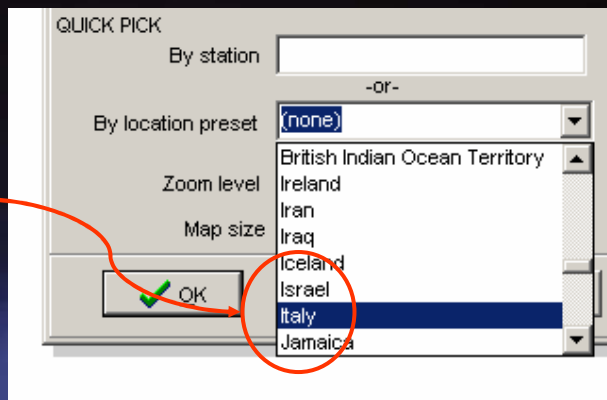 QUICK PICK
By station
-or-
By location preset (none)
British Indian Ocean Territory
Zoom level
Ireland
Iran
Map size
Iraq
Iceland
OK
Israel
Italy
Jamaica